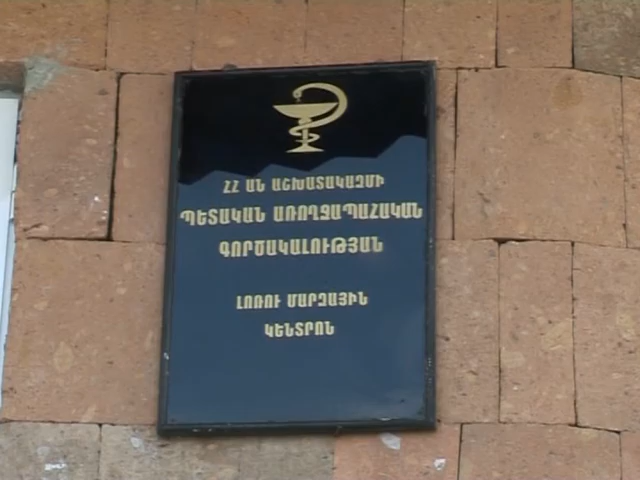 ՀՀ ԱՆ ԱՇԽԱՏԱԿԱԶՄԻ
ՊԵՏԱԿԱՆ ԱՌՈՂՋԱՊԱՀԱԿԱՆ
ԳՈՐԾԱԿԱԼՈՒԹՅԱՆ
ԼՈՌՈՒ ՄԱՐԶԱՅԻՆ
ԿԵՆՏՐՈՆ